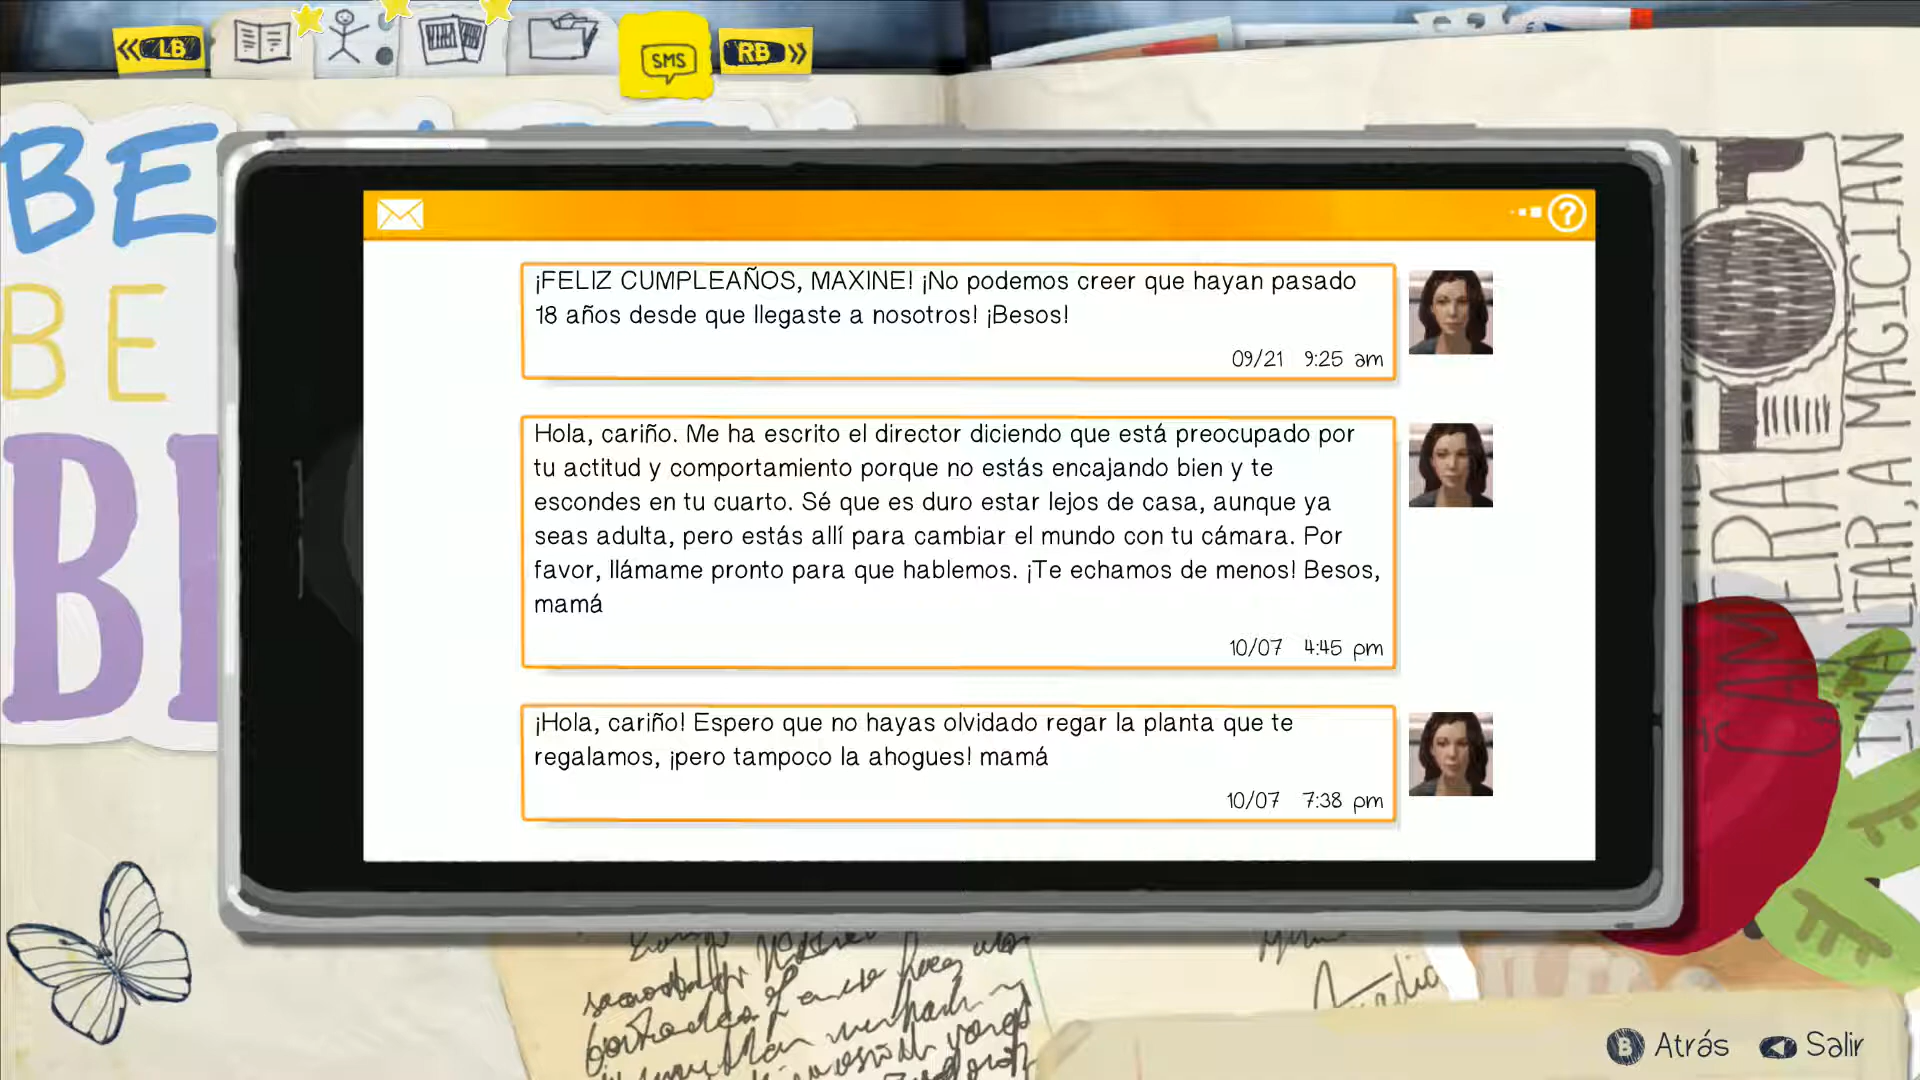 LB
SMS
RB
BE
BE
¡FELIZ CUMPLEAÑOS, MAXINE! ¡No podemos creer que hayan pasado
18 años desde que llegaste a nosotros! ¡Besos!
09/21 9:25 am
Hola, cariño. Me ha escrito el director diciendo que está preocupado por
tu actitud y comportamiento porque no estás encajando bien y te
escondes en tu cuarto. Sé que es duro estar lejos de casa, aunque ya
seas adulta, pero estás allí para cambiar el mundo con tu cámara. Por
favor, llámame pronto para que hablemos. ¡Te echamos de menos! Besos,
mamá
10/07 4:45 pm
¡Hola, cariño! Espero que no hayas olvidado regar la planta que te
regalamos, ¡pero tampoco la ahogues! mamá
10/07 7:38 pm
LIAR, A MAGICIAN
B Atrás
Salir